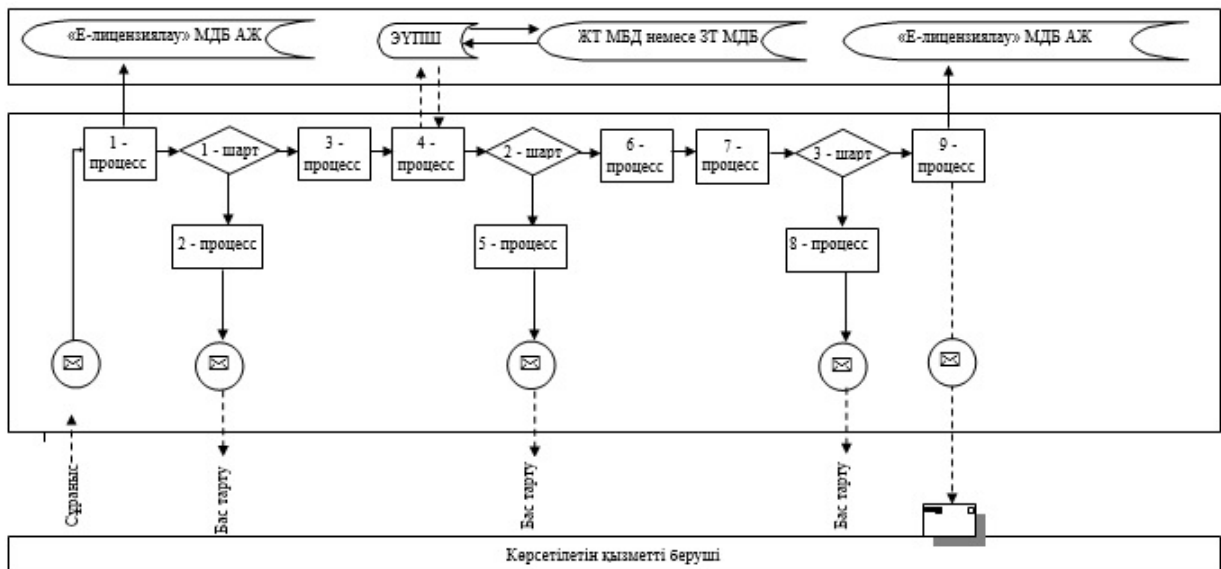 «Е-лицензиялау» МДБ АЖ
ЭҮПШ
ЖТ МБД немесе ЗТ МДБ
«Е-лицензиялау» МДБ АЖ
1 -
процесс
1 - шарт
3 -
процесс
4 -
процесс
2 - шарт
6 -
процесс
7 -
процесс
3 - шарт
9 -
процесс
2 - процесс
5 - процесс
8 - процесс
Сұраныс
Бас тарту
Бас тарту
Бас тарту
Көрсетілетін қызметті беруші